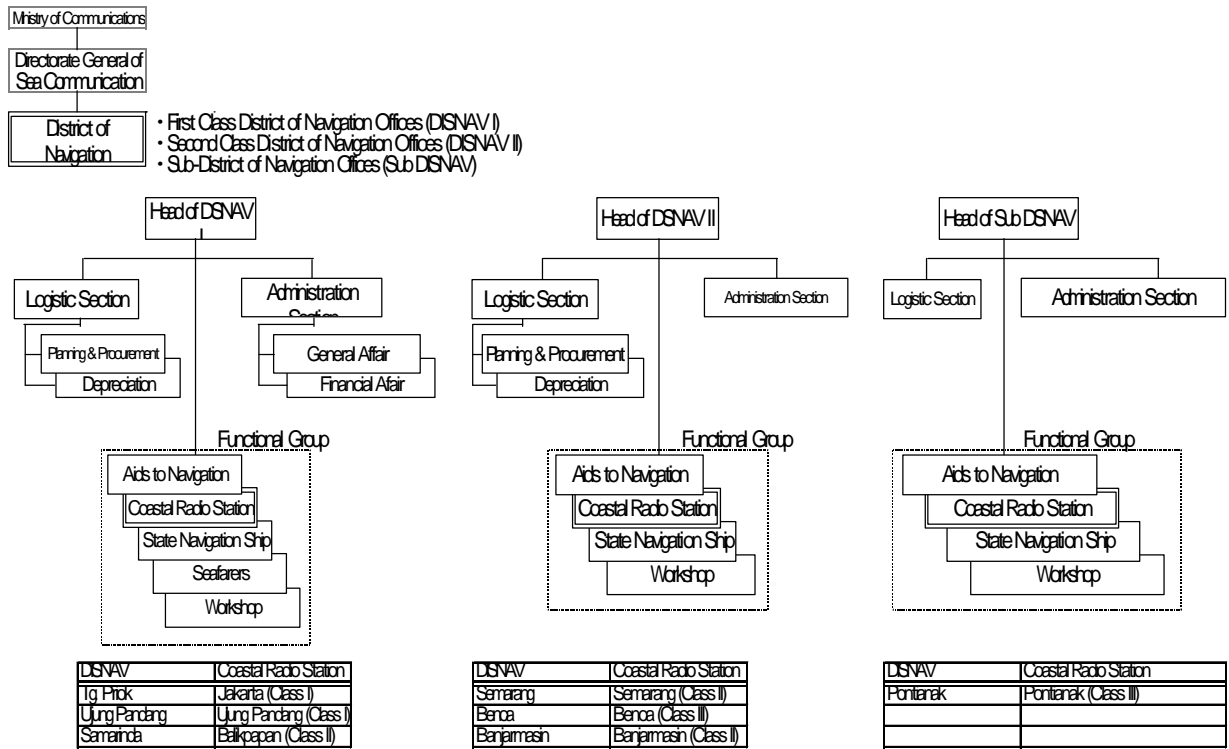 Ministry of Communications
Directorate General of
Sea Communication
District of
Navigation
・First Class District of Navigation Offices (DISNAV I)
・Second Class District of Navigation Offices (DISNAV II)
・Sub-District of Navigation Offices (Sub DISNAV)
Head of DISNAV
I
Logistic Section
Administration
Section
Planning & Procurement
Depreciation
General Affair
Financial Afair
Functional Group
Aids to Navigation
Coastal Radio Station
State Navigation Ship
Seafarers
Workshop
DISNAV Coastal Radio Station
Tg Priok Jakarta (Class I)
Ujung Pandang Ujung Pandang (Class I)
Samarinda Balikpapan (Class II)
Head of DISNAV II
Logistic Section
Administration Section
Planning & Procurement
Depreciation
Functional Group
Aids to Navigation
Coastal Radio Station
State Navigation Ship
Workshop
DISNAV Coastal Radio Station
Semarang Semarang (Class II)
Benoa Benoa (Class III)
Banjarmasin Banjarmasin (Class II)
Head of Sub DISNAV
Logistic Section
Administration Section
Functional Group
Aids to Navigation
Coastal Radio Station
State Navigation Ship
Workshop
DISNAV Coastal Radio Station
Pontianak Pontianak (Class III)